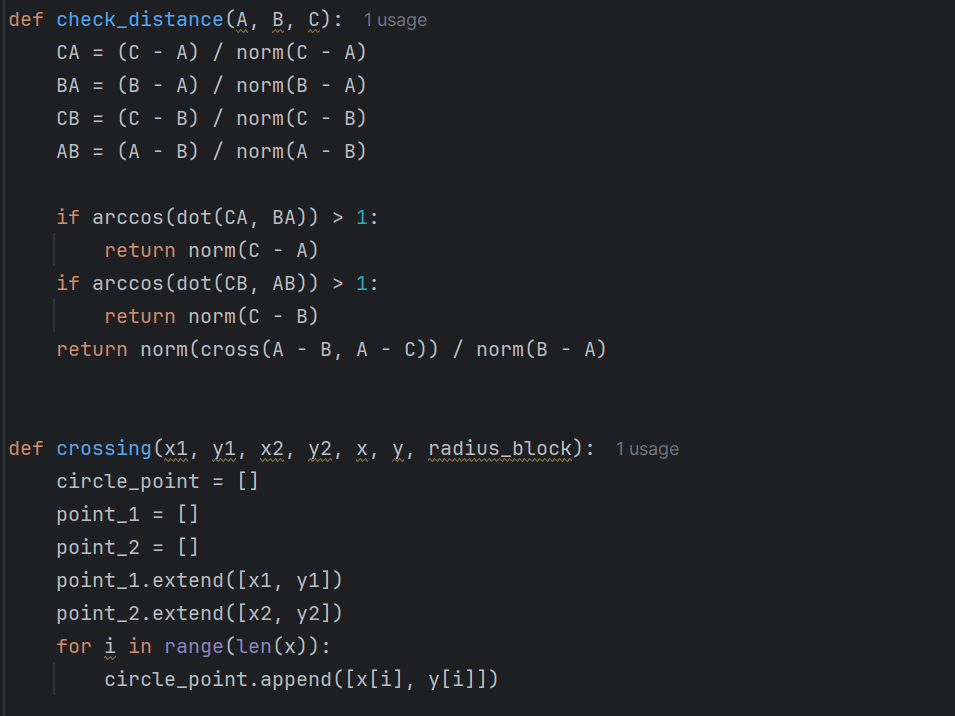 def check_distance(A, B, C):  1 usage
    CA = (C - A) / norm(C - A)
    BA = (B - A) / norm(B - A)
    CB = (C - B) / norm(C - B)
    AB = (A - B) / norm(A - B)

    if arccos(dot(CA, BA)) > 1:
        return norm(C - A)
    if arccos(dot(CB, AB)) > 1:
        return norm(C - B)
    return norm(cross(A - B, A - C)) / norm(B - A)


def crossing(x1, y1, x2, y2, x, y, radius_block):  1 usage
    circle_point = []
    point_1 = []
    point_2 = []
    point_1.extend([x1, y1])
    point_2.extend([x2, y2])
    for i in range(len(x)):
        circle_point.append([x[i], y[i]])